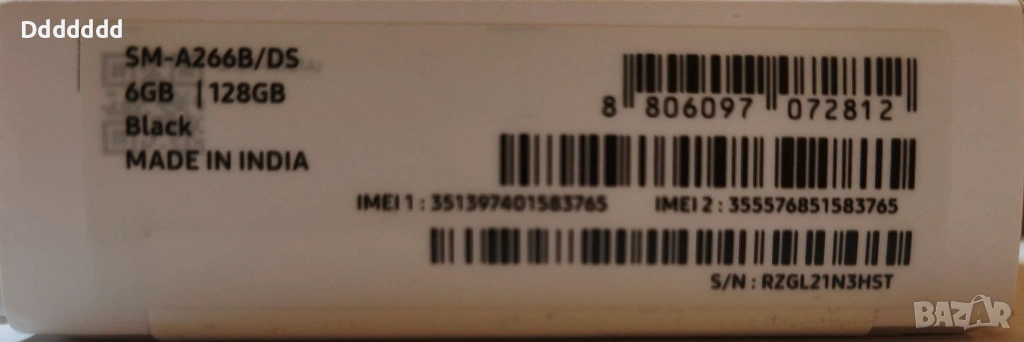 Ddddddd
SM-A266B/DS
6GB | 128GB
Black
MADE IN INDIA
8 806097 072812
IMEI 1 : 351397401583765 IMEI 2 : 355576851583765
S/N : RZGL21N3HST
BAZAR